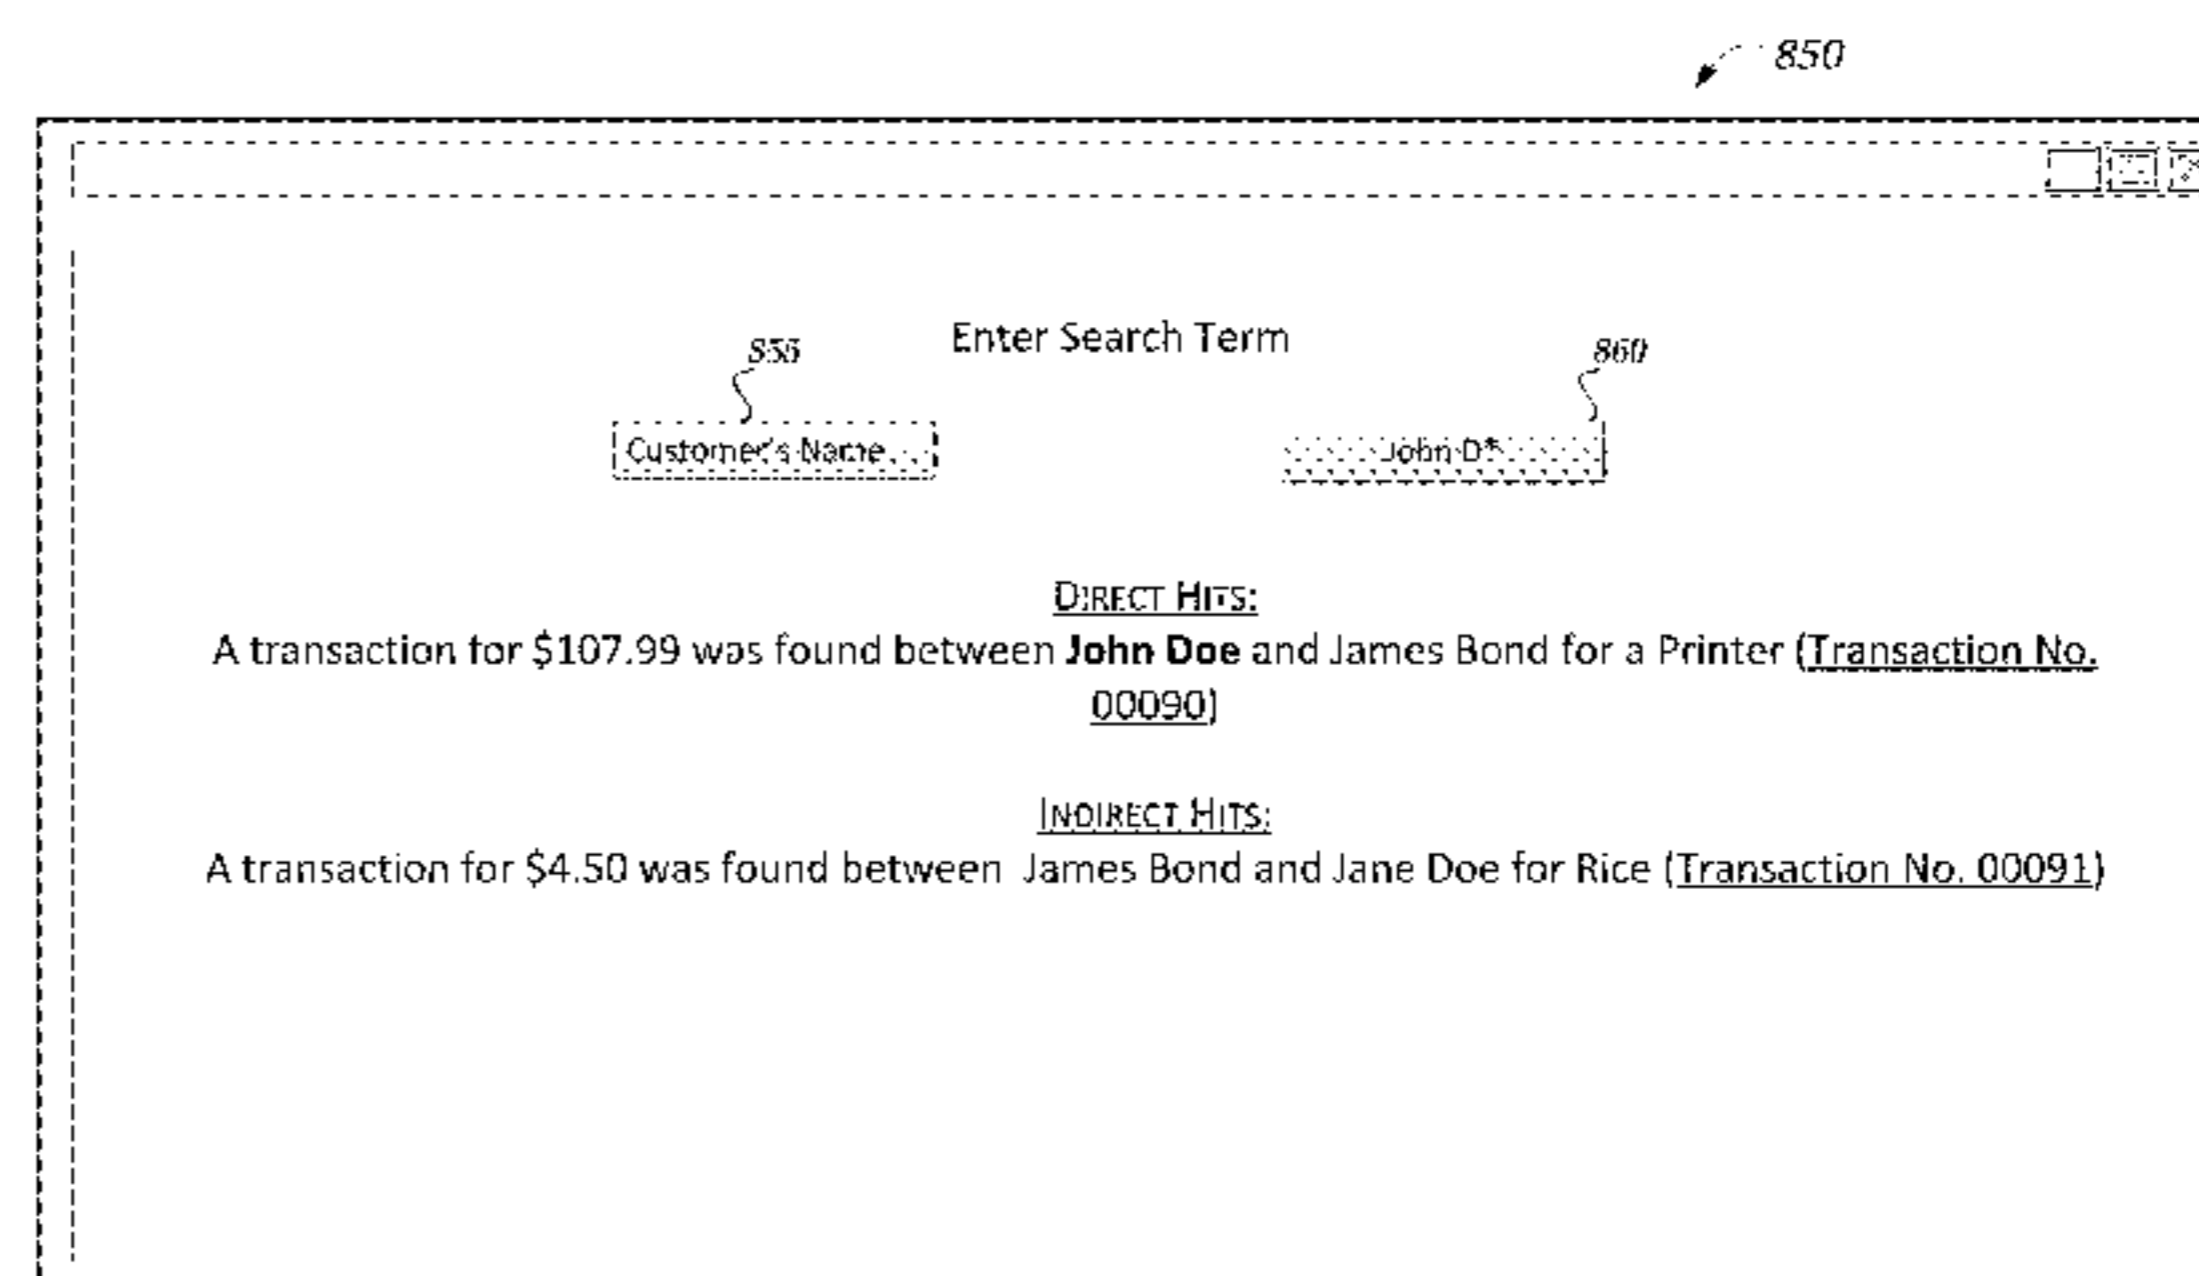 850
Enter Search Term
855
860
Customer's Name
John D*
DIRECT HITS:
A transaction for $107.99 was found between John Doe and James Bond for a Printer (Transaction No.
00090)
INDIRECT HITS:
A transaction for $4.50 was found between James Bond and Jane Doe for Rice (Transaction No. 00091)